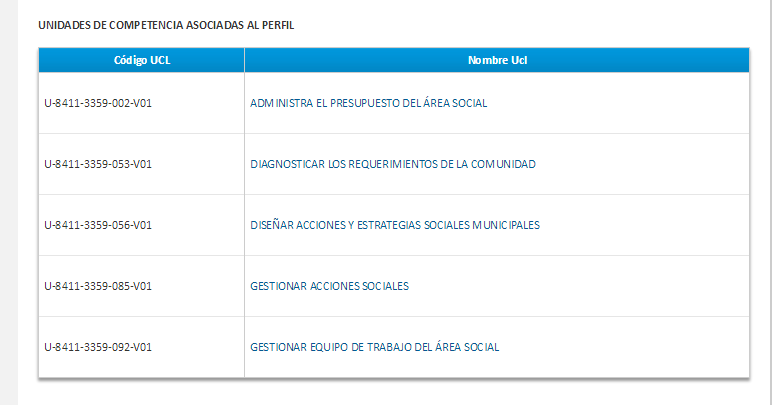 UNIDADES DE COMPETENCIA ASOCIADAS AL PERFIL
Código UCL Nombre Ucl
U-8411-3359-002-V01 ADMINISTRA EL PRESUPUESTO DEL ÁREA SOCIAL
U-8411-3359-053-V01 DIAGNOSTICAR LOS REQUERIMIENTOS DE LA COMUNIDAD
U-8411-3359-056-V01 DISEÑAR ACCIONES Y ESTRATEGIAS SOCIALES MUNICIPALES
U-8411-3359-085-V01 GESTIONAR ACCIONES SOCIALES
U-8411-3359-092-V01 GESTIONAR EQUIPO DE TRABAJO DEL ÁREA SOCIAL